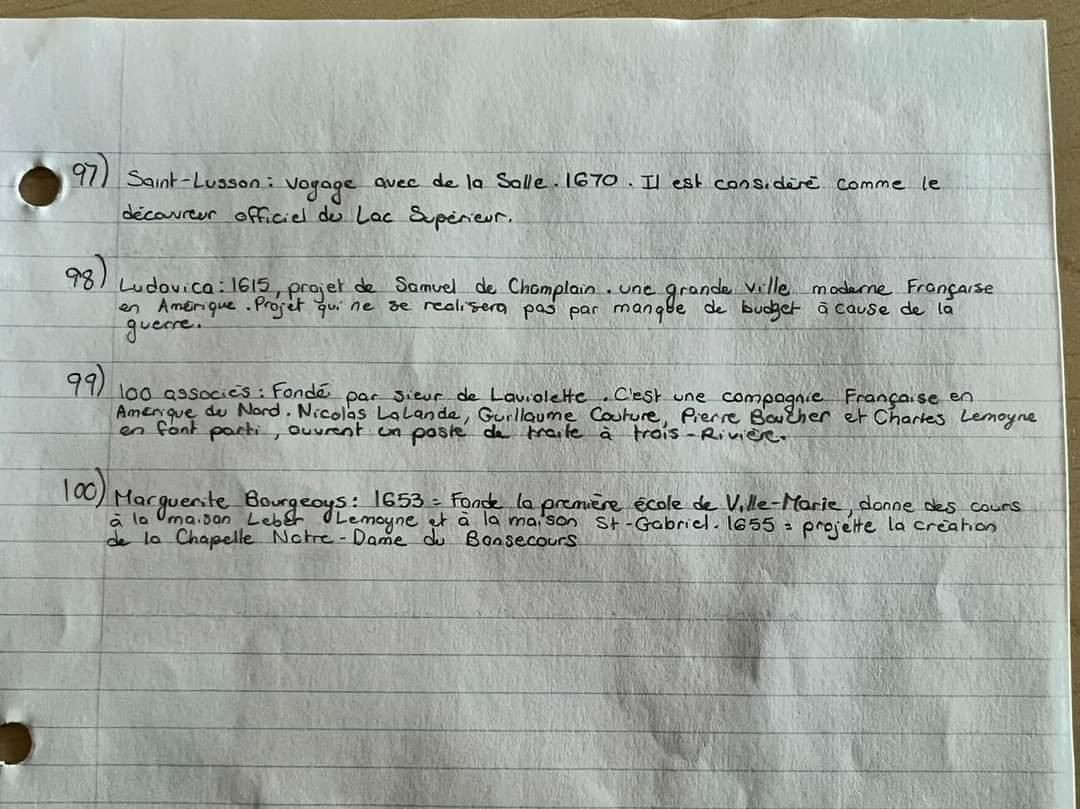 97) Saint-Lusson : voyage avec de la Salle . 1670 . Il est considéré comme le
découvreur officiel du Lac Supérieur.
98) Ludovica : 1615, projet de Samuel de Champlain . une grande ville moderne Française
en Amérique . Projet qui ne se realisera pas par manque de budget à cause de la
guerre.
99) 100 associés : Fondé par sieur de Laviolette . C'est une compagnie Française en
Amérique du Nord . Nicolas LaLande, Guillaume Couture, Pierre Boucher et Charles Lemoyne
en font parti , ouvrent un poste de traite à trois-Rivière.
100) Marguerite Bourgeoys : 1653 = Fonde la première école de Ville-Marie, donne des cours
à la maison Leber Lemoyne et à la maison St-Gabriel . 1655 = projette la création
de la Chapelle Notre-Dame du Bonsecours